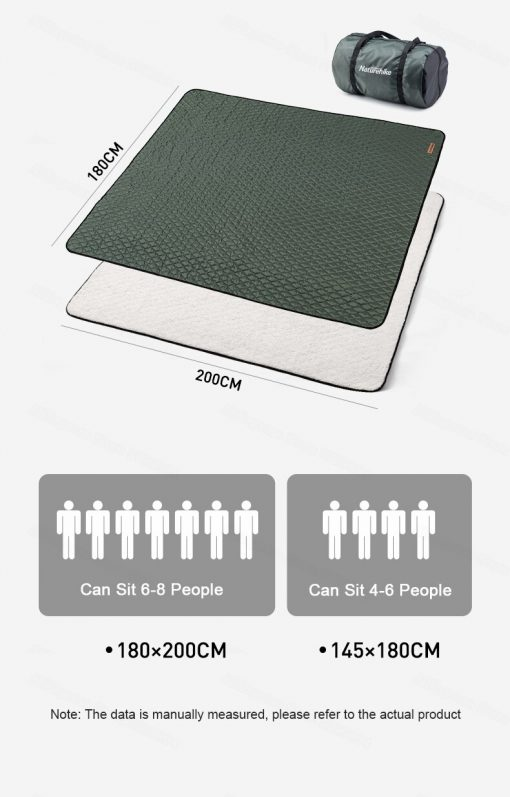 Naturehike
180CM
200CM
Can Sit 6-8 People
Can Sit 4-6 People
•180×200CM
•145×180CM
Note: The data is manually measured, please refer to the actual product